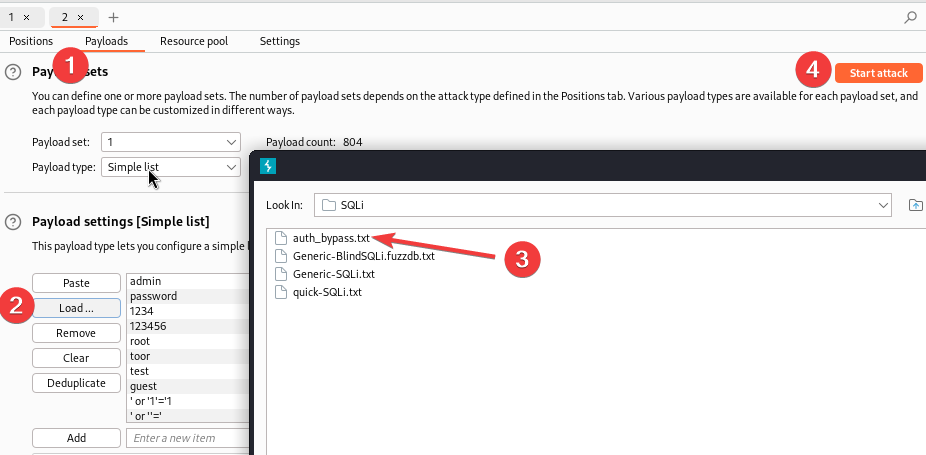 1 × 2 × +
Positions Payloads Resource pool Settings
1
4
? Payload sets
Start attack
You can define one or more payload sets. The number of payload sets depends on the attack type defined in the Positions tab. Various payload types are available for each payload set, and
each payload type can be customized in different ways.
Payload set: 1 Payload count: 804
Payload type: Simple list
Look In: SQLi
? Payload settings [Simple list]
This payload type lets you configure a simple l
auth_bypass.txt
Generic-BlindSQLi.fuzzdb.txt
3
Generic-SQLi.txt
quick-SQLi.txt
2
Paste
Load ...
Remove
Clear
Deduplicate
admin
password
1234
123456
root
toor
test
guest
' or '1'='1
' or ''='
Add Enter a new item